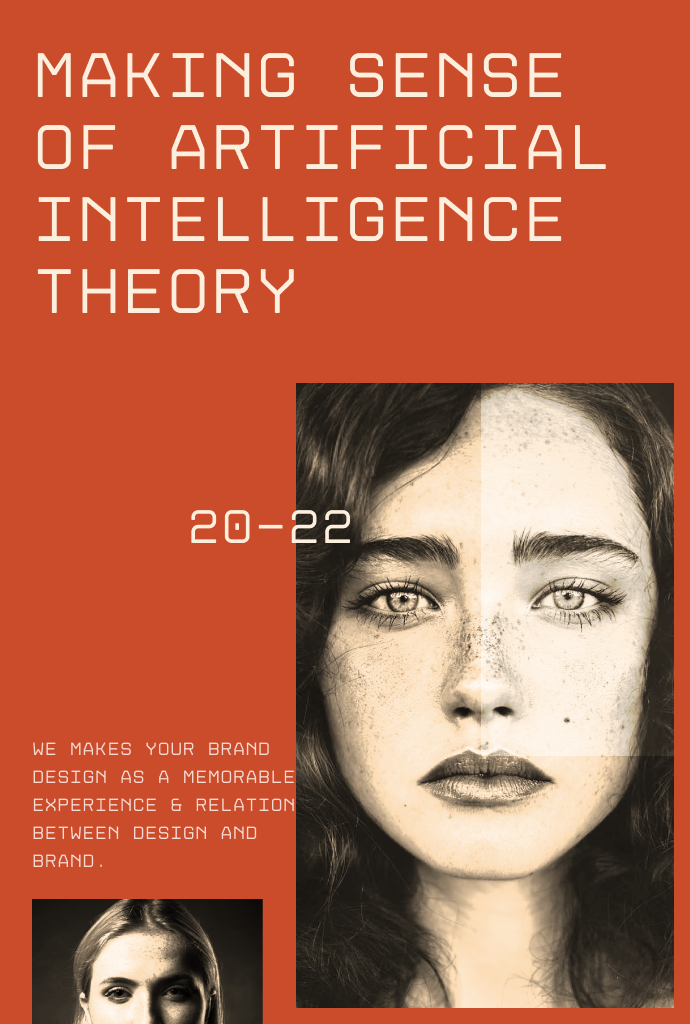 MAKING SENSE
OF ARTIFICIAL
INTELLIGENCE
THEORY
20–22
WE MAKES YOUR BRAND
DESIGN AS A MEMORABLE
EXPERIENCE & RELATION
BETWEEN DESIGN AND
BRAND.